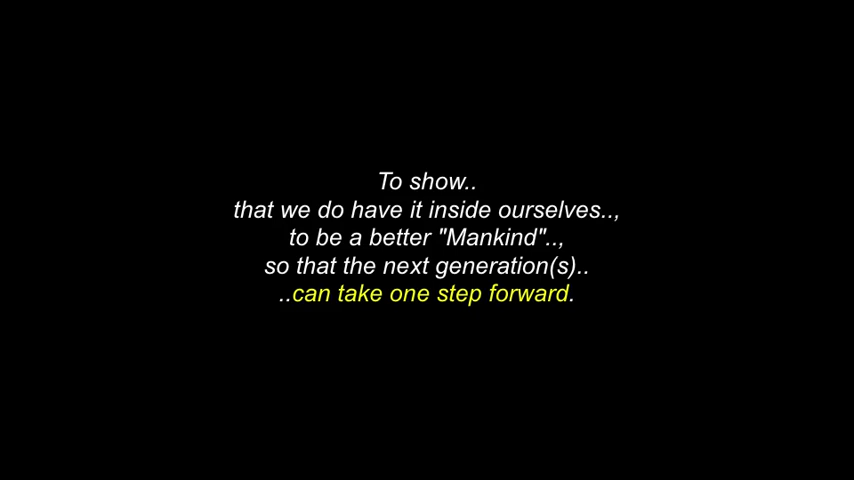 To show..
that we do have it inside ourselves..,
to be a better "Mankind"..,
so that the next generation(s)..
..can take one step forward.